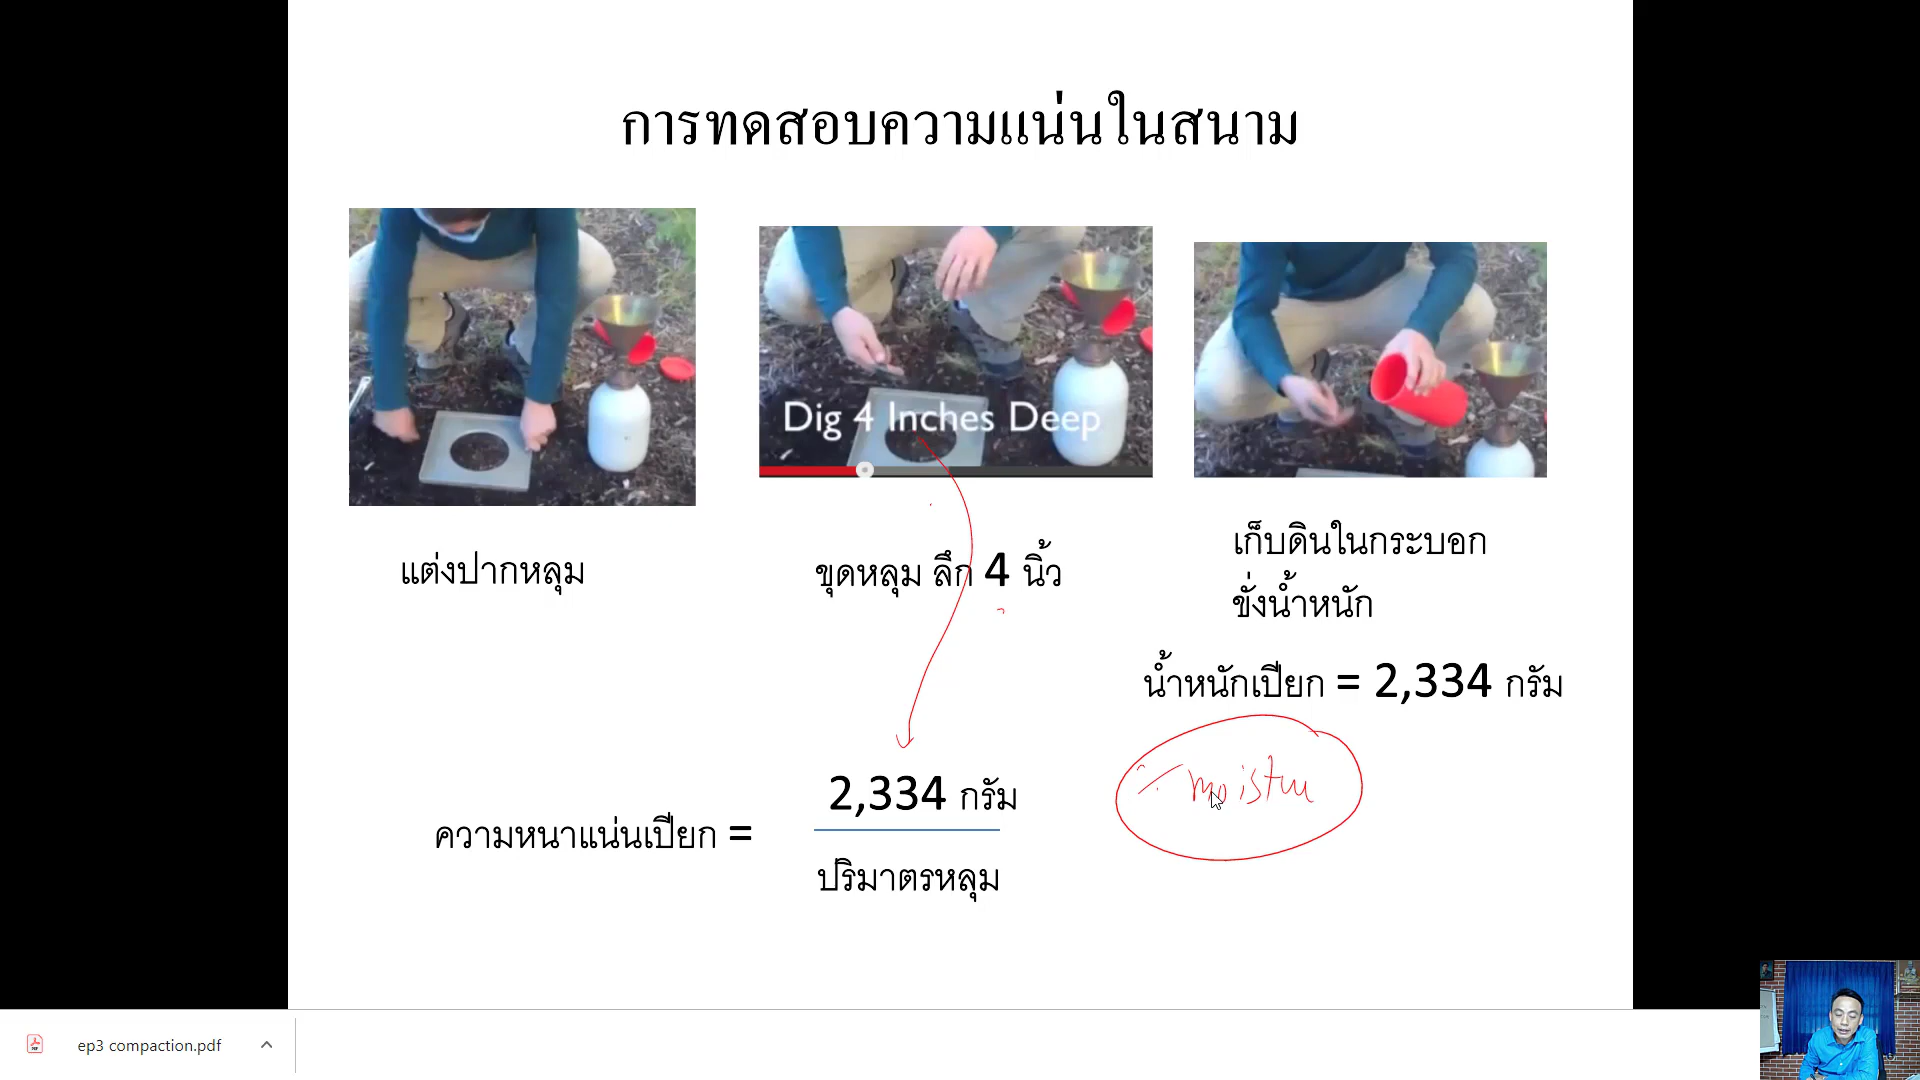 การทดสอบความแน่นในสนาม
Dig 4 Inches Deep
แต่งปากหลุม
ขุดหลุม ลึก 4 นิ้ว
เก็บดินในกระบอก
ขั่งน้ำหนัก
น้ำหนักเปียก = 2,334 กรัม
ความหนาแน่นเปียก =
2,334 กรัม
ปริมาตรหลุม
ep3 compaction.pdf